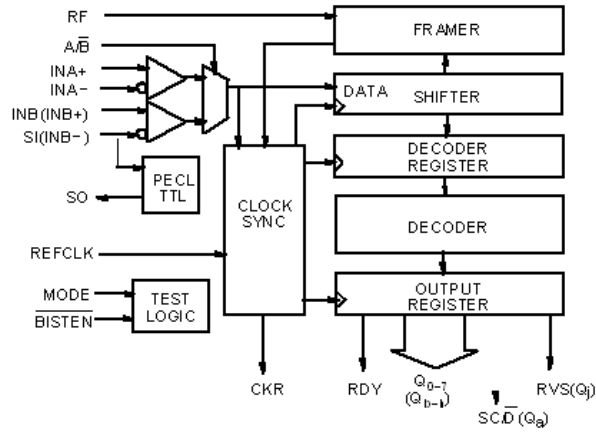 RF
FRAMER
A/B̅
INA+
INA−
DATA
SHIFTER
INB(INB+)
SI(INB−)
DECODER
REGISTER
PECL
TTL
SO
CLOCK
SYNC
DECODER
REFCLK
MODE
BISTEN
TEST
LOGIC
OUTPUT
REGISTER
CKR
RDY
Q0−7
(Qb−h)
RVS(Qj)
SC/D̅(Qa)